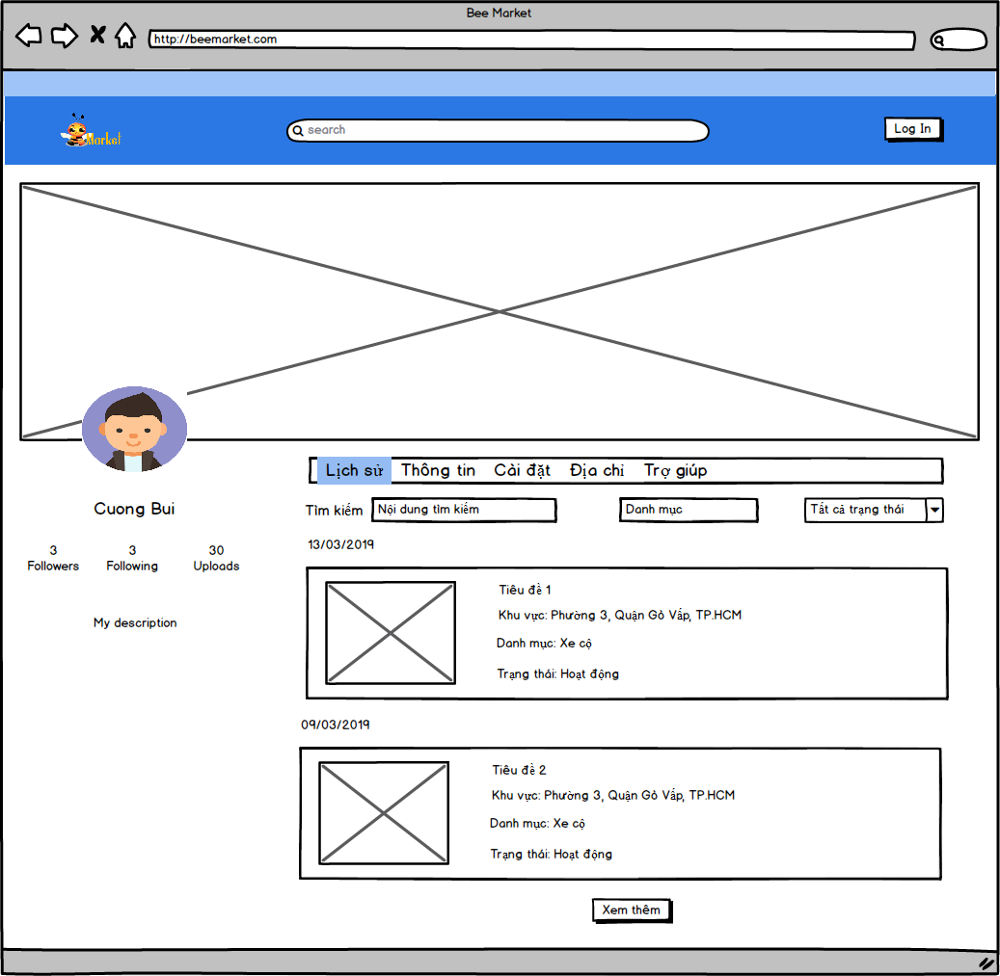 Bee Market
http://beemarket.com
Market
search
Log In
Lịch sử
Thông tin
Cài đặt
Địa chỉ
Trợ giúp
Cuong Bui
Tìm kiếm
Nội dung tìm kiếm
Danh mục
Tất cả trạng thái
3
Followers
3
Following
30
Uploads
My description
13/03/2019
Tiêu đề 1
Khu vực: Phường 3, Quận Gò Vấp, TP.HCM
Danh mục: Xe cộ
Trạng thái: Hoạt động
09/03/2019
Tiêu đề 2
Khu vực: Phường 3, Quận Gò Vấp, TP.HCM
Danh mục: Xe cộ
Trạng thái: Hoạt động
Xem thêm